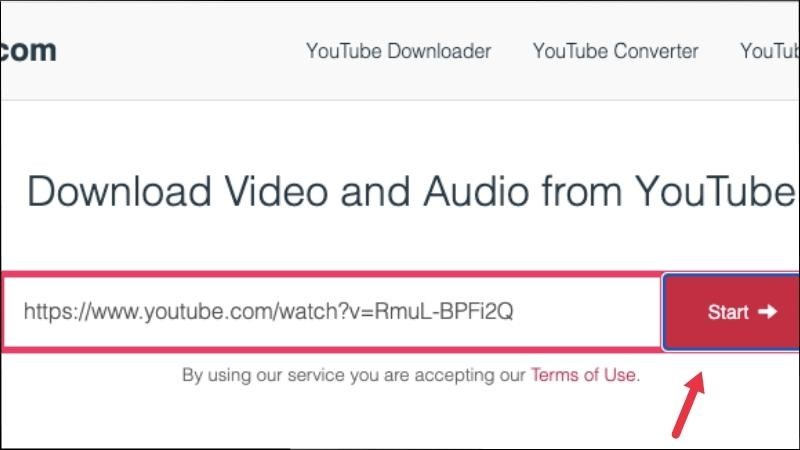 .com
YouTube Downloader YouTube Converter YouTub
Download Video and Audio from YouTube
https://www.youtube.com/watch?v=RmuL-BPFi2Q
Start
By using our service you are accepting our Terms of Use.